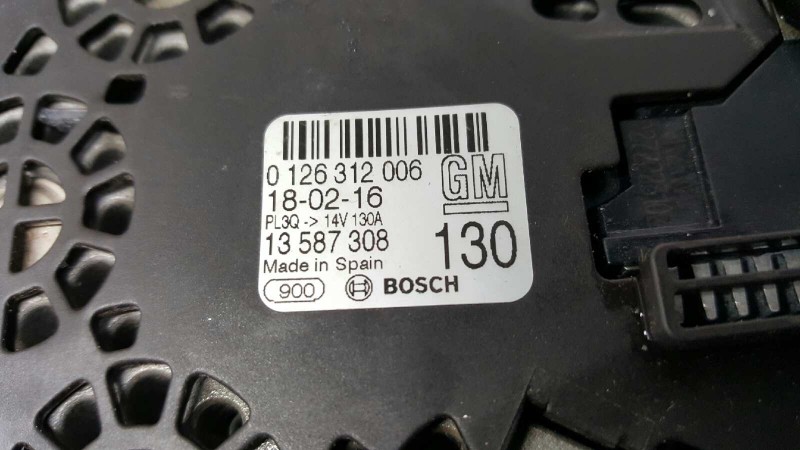 0 126 312 006
GM
18-02-16
PL3Q -> 14V 130A
13 587 308
130
Made in Spain
900
BOSCH